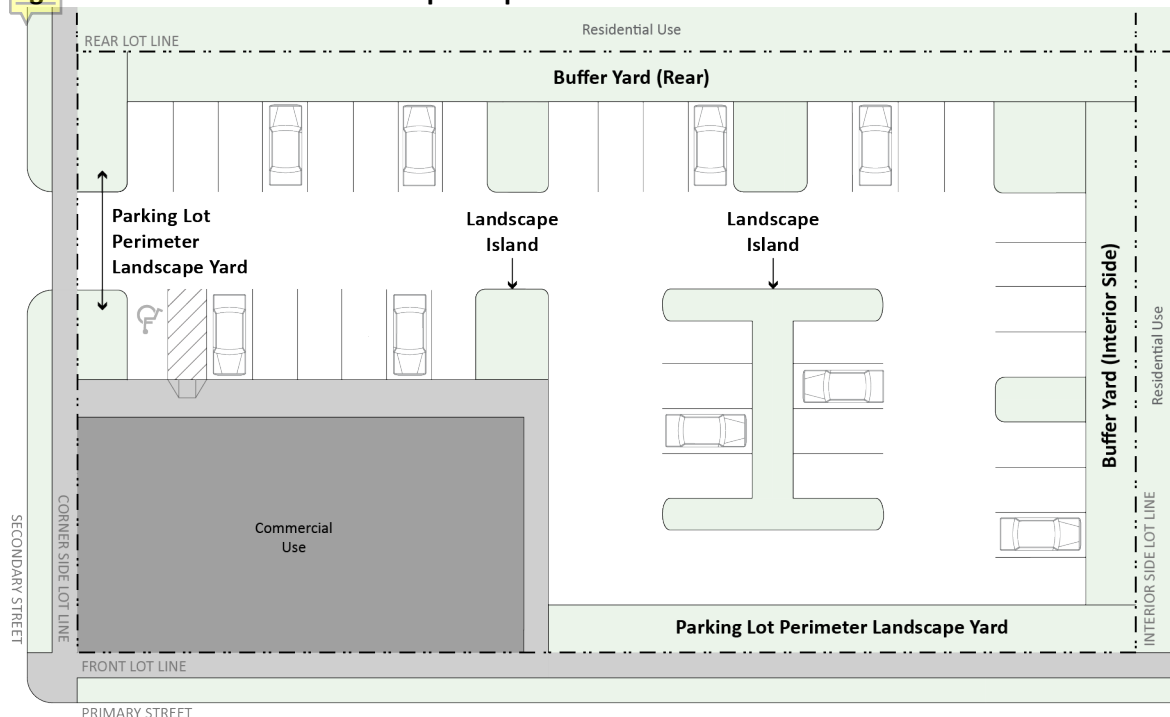 Residential Use
REAR LOT LINE
Buffer Yard (Rear)
Parking Lot
Perimeter
Landscape Yard
Landscape
Island
Landscape
Island
Buffer Yard (Interior Side)
Residential Use
Commercial
Use
CORNER SIDE LOT LINE
SECONDARY STREET
INTERIOR SIDE LOT LINE
Parking Lot Perimeter Landscape Yard
FRONT LOT LINE
PRIMARY STREET